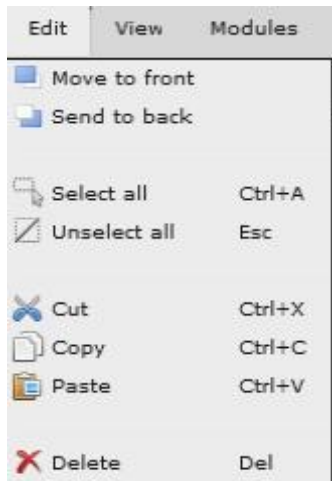 Edit View Modules
Move to front
Send to back
Select all Ctrl+A
Unselect all Esc
Cut Ctrl+X
Copy Ctrl+C
Paste Ctrl+V
Delete Del